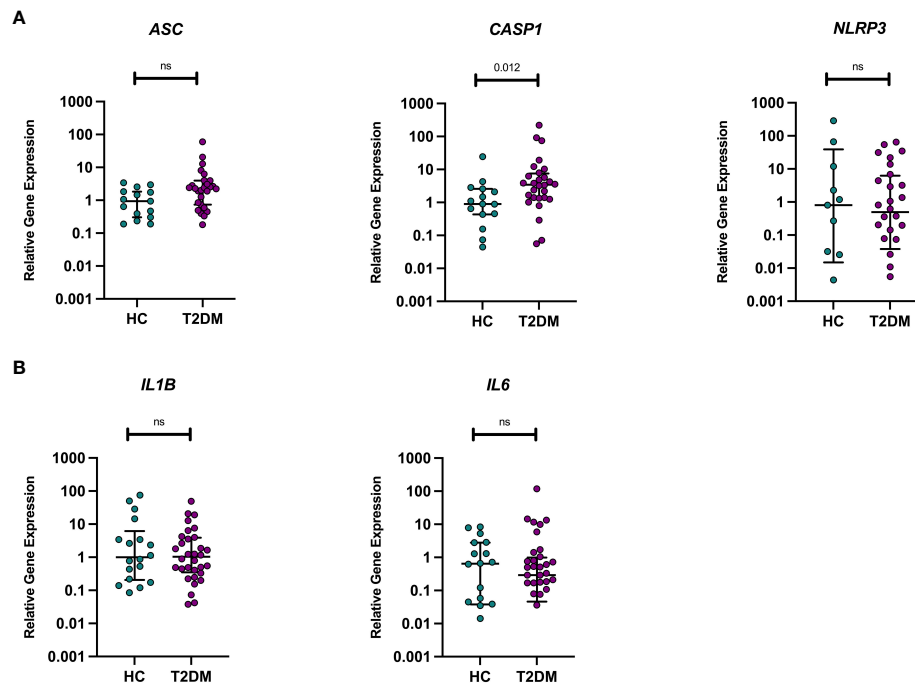 A
ASC
CASP1
NLRP3
ns
0.012
ns
Relative Gene Expression
1000
100
10
1
0.1
0.01
0.001
HC
T2DM
Relative Gene Expression
1000
100
10
1
0.1
0.01
0.001
HC
T2DM
Relative Gene Expression
1000
100
10
1
0.1
0.01
0.001
HC
T2DM
B
IL1B
IL6
ns
ns
Relative Gene Expression
1000
100
10
1
0.1
0.01
0.001
HC
T2DM
Relative Gene Expression
1000
100
10
1
0.1
0.01
0.001
HC
T2DM